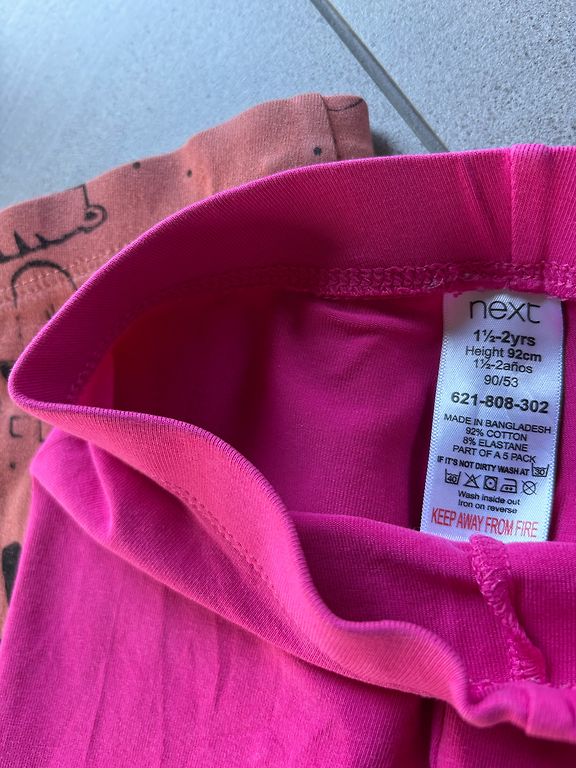 next
1½-2yrs
Height 92cm
1½-2años
90/53
621-808-302
MADE IN BANGLADESH
92% COTTON
8% ELASTANE
PART OF A 5 PACK
IF IT'S NOT DIRTY WASH AT 30
40
Wash inside out
Iron on reverse
KEEP AWAY FROM FIRE